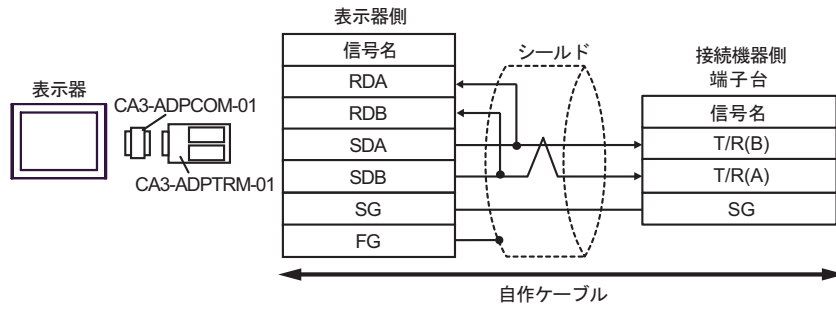 表示器
CA3-ADPCOM-01
CA3-ADPTRM-01
表示器側
信号名
RDA
RDB
SDA
SDB
SG
FG
シールド
接続機器側
端子台
信号名
T/R(B)
T/R(A)
SG
自作ケーブル